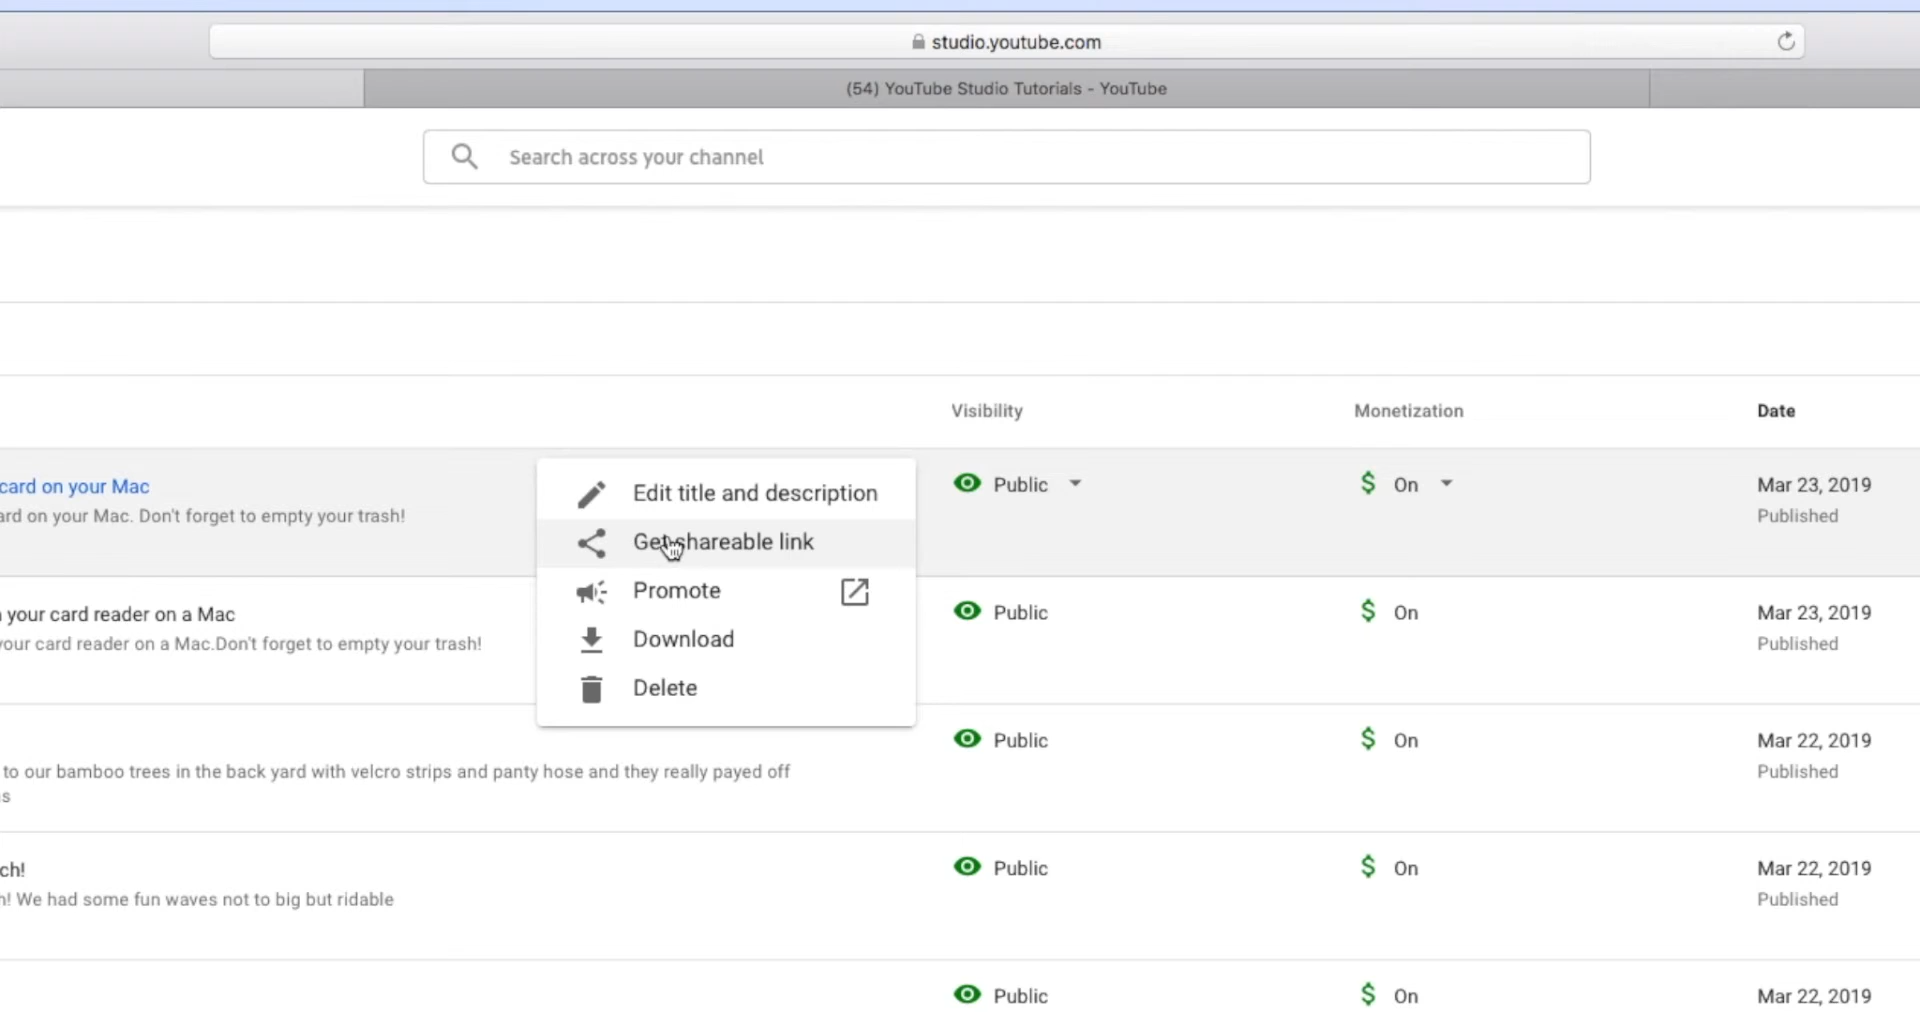 studio.youtube.com
(54) YouTube Studio Tutorials - YouTube
Search across your channel
Visibility Monetization Date
card on your Mac
ard on your Mac. Don't forget to empty your trash!
Edit title and description
Get shareable link
Promote
Download
Delete
Public On Mar 23, 2019
Published
your card reader on a Mac
your card reader on a Mac.Don't forget to empty your trash!
Public On Mar 23, 2019
Published
Public On Mar 22, 2019
to our bamboo trees in the back yard with velcro strips and panty hose and they really payed off
s
Published
ch!
Public On Mar 22, 2019
h! We had some fun waves not to big but ridable
Published
Public On Mar 22, 2019